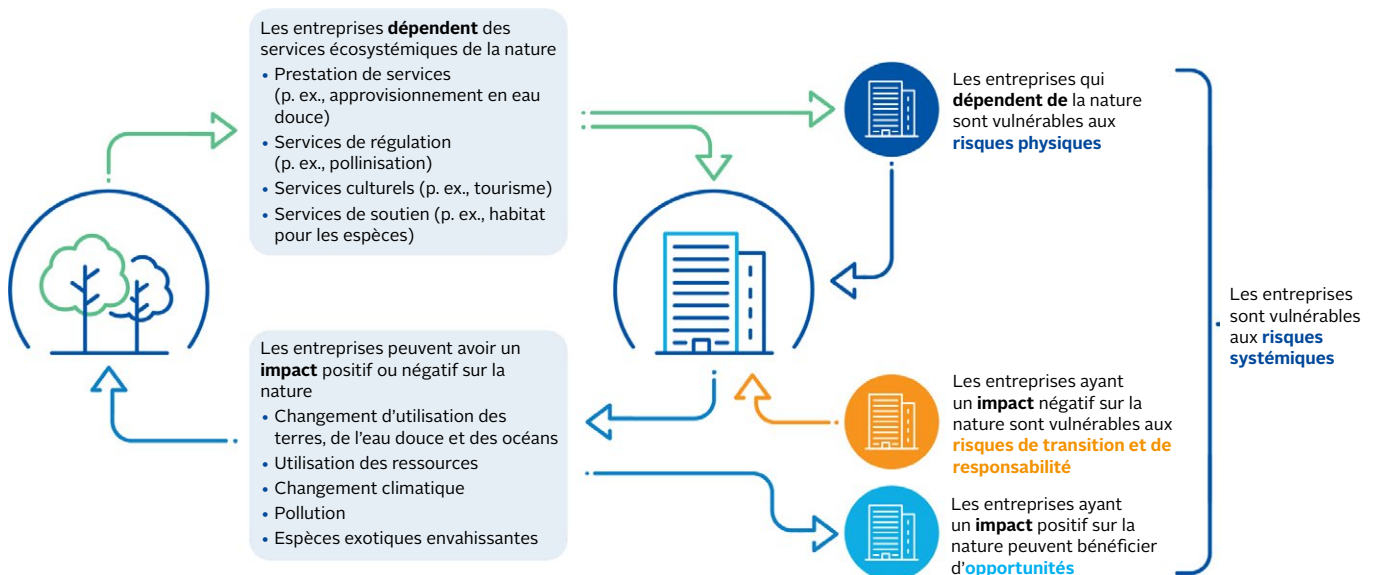 Les entreprises dépendent des
services écosystémiques de la nature
• Prestation de services
(p. ex., approvisionnement en eau
douce)
• Services de régulation
(p. ex., pollinisation)
• Services culturels (p. ex., tourisme)
• Services de soutien (p. ex., habitat
pour les espèces)
Les entreprises peuvent avoir un
impact positif ou négatif sur la
nature
• Changement d’utilisation des
terres, de l’eau douce et des océans
• Utilisation des ressources
• Changement climatique
• Pollution
• Espèces exotiques envahissantes
Les entreprises qui
dépendent de la nature
sont vulnérables aux
risques physiques
Les entreprises ayant
un impact négatif sur la
nature sont vulnérables aux
risques de transition et de
responsabilité
Les entreprises ayant
un impact positif sur la
nature peuvent bénéficier
d’opportunités
Les entreprises
sont vulnérables
aux risques
systémiques